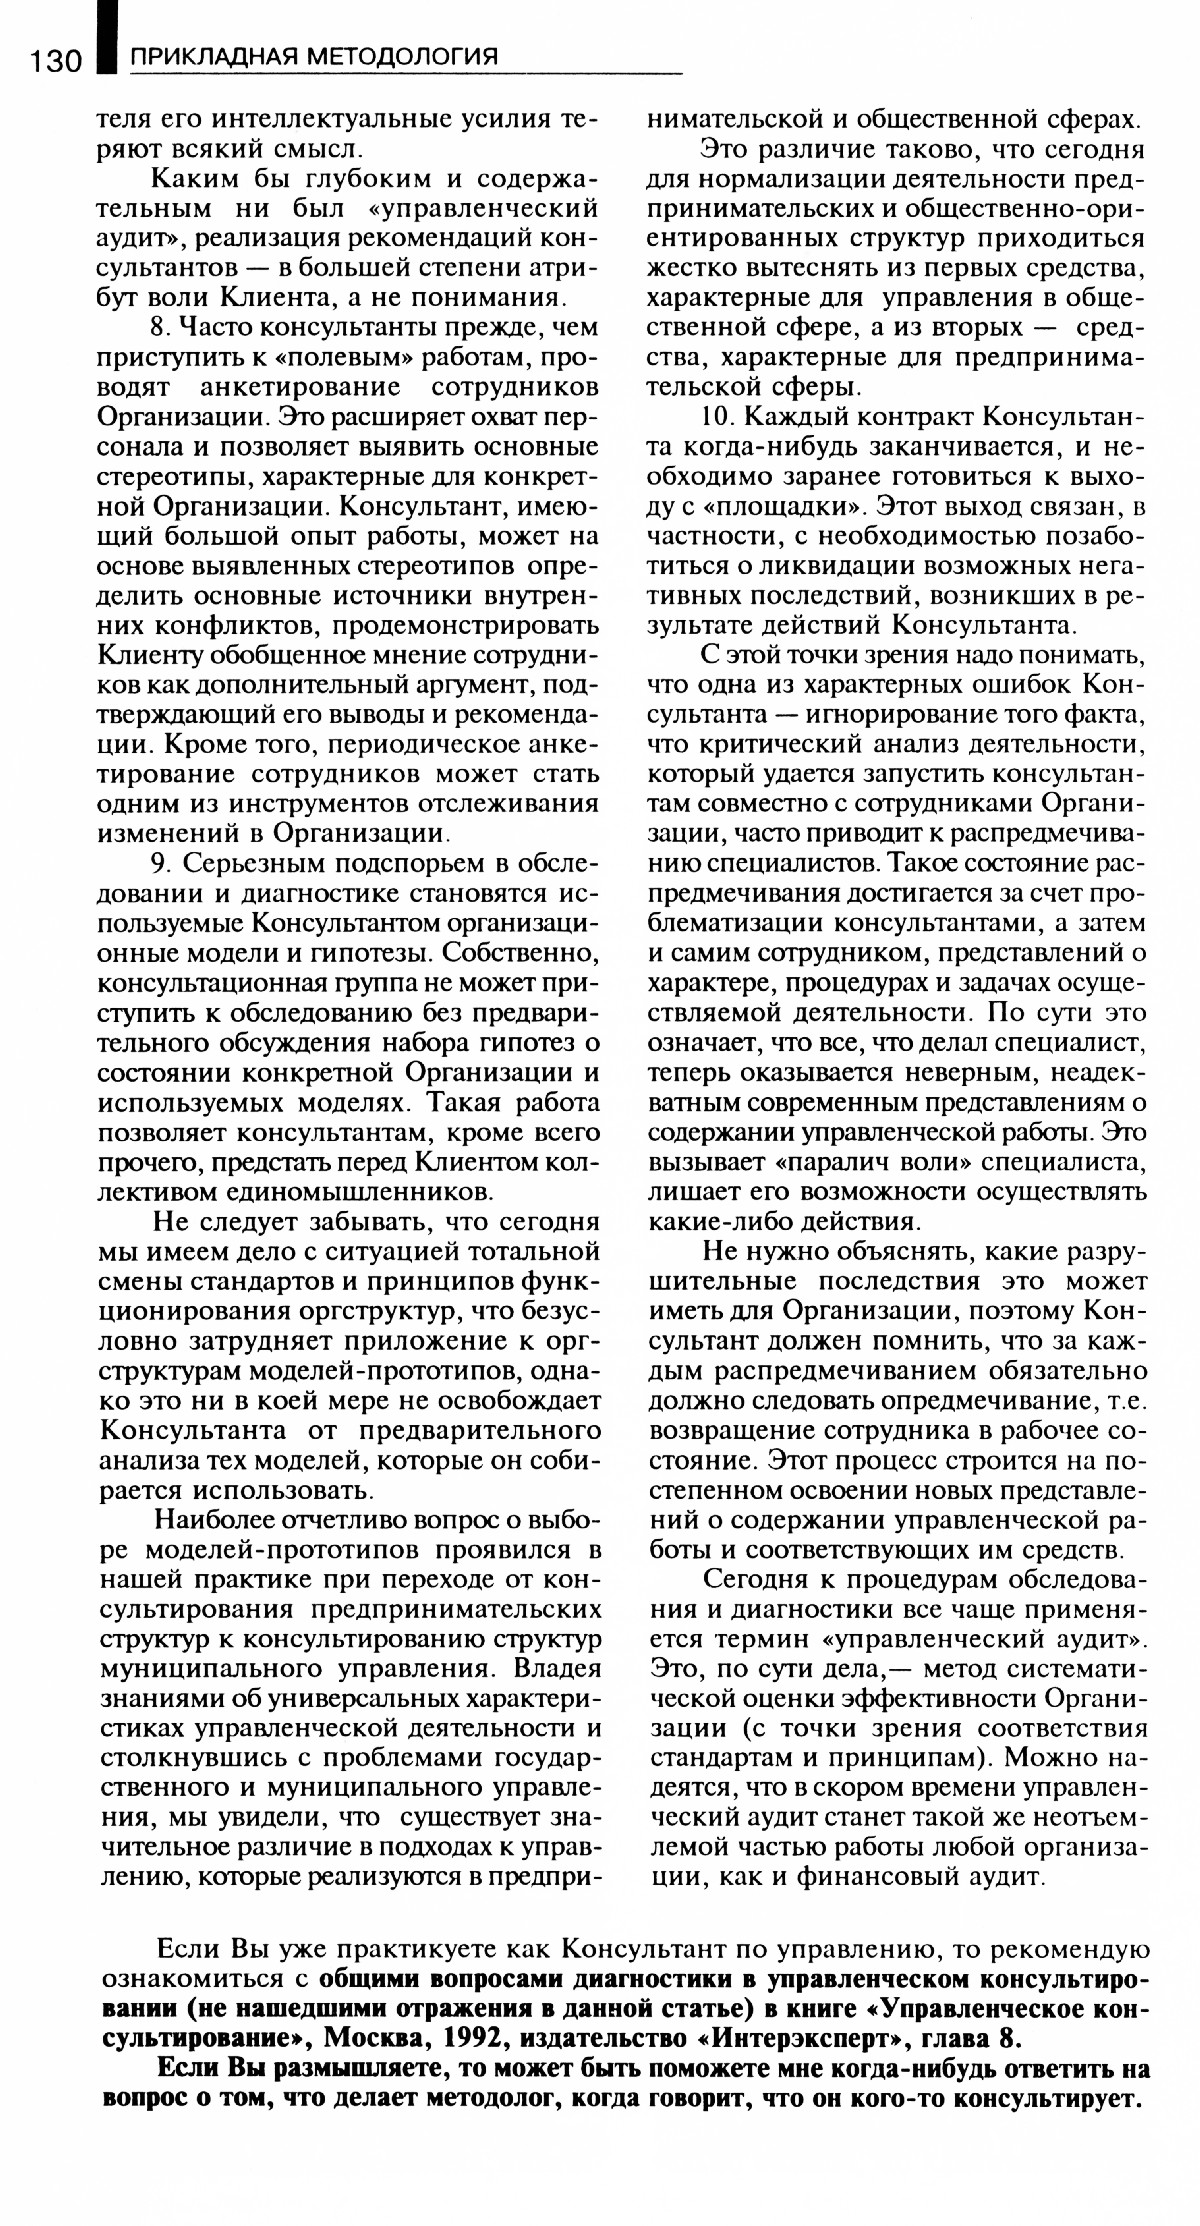 130
ПРИКЛАДНАЯ МЕТОДОЛОГИЯ
теля его интеллектуальные усилия те-
ряют всякий смысл.
Каким бы глубоким и содержа-
тельным ни был «управленческий
аудит», реализация рекомендаций кон-
сультантов — в большей степени атри-
бут воли Клиента, а не понимания.
8. Часто консультанты прежде, чем
приступить к «полевым» работам, про-
водят анкетирование сотрудников
Организации. Это расширяет охват пер-
сонала и позволяет выявить основные
стереотипы, характерные для конкрет-
ной Организации. Консультант, имею-
щий большой опыт работы, может на
основе выявленных стереотипов опре-
делить основные источники внутрен-
них конфликтов, продемонстрировать
Клиенту обобщенное мнение сотрудни-
ков как дополнительный аргумент, под-
тверждающий его выводы и рекоменда-
ции. Кроме того, периодическое анке-
тирование сотрудников может стать
одним из инструментов отслеживания
изменений в Организации.
9. Серьезным подспорьем в обсле-
довании и диагностике становятся ис-
пользуемые Консультантом организаци-
онные модели и гипотезы. Собственно,
консультационная группа не может при-
ступить к обследованию без предвари-
тельного обсуждения набора гипотез о
состоянии конкретной Организации и
используемых моделях. Такая работа
позволяет консультантам, кроме всего
прочего, предстать перед Клиентом кол-
лективом единомышленников.
Не следует забывать, что сегодня
мы имеем дело с ситуацией тотальной
смены стандартов и принципов функ-
ционирования оргструктур, что безус-
ловно затрудняет приложение к орг-
структурам моделей-прототипов, одна-
ко это ни в коей мере не освобождает
Консультанта от предварительного
анализа тех моделей, которые он соби-
рается использовать.
Наиболее отчетливо вопрос о выбо-
ре моделей-прототипов проявился в
нашей практике при переходе от кон-
сультирования предпринимательских
структур к консультированию структур
муниципального управления. Владея
знаниями об универсальных характери-
стиках управленческой деятельности и
столкнувшись с проблемами государ-
ственного и муниципального управле-
ния, мы увидели, что существует зна-
чительное различие в подходах к управ-
лению, которые реализуются в предпри-
нимательской и общественной сферах.
Это различие таково, что сегодня
для нормализации деятельности пред-
принимательских и общественно-ори-
ентированных структур приходиться
жестко вытеснять из первых средства,
характерные для управления в обще-
ственной сфере, а из вторых — сред-
ства, характерные для предпринима-
тельской сферы.
10. Каждый контракт Консультан-
та когда-нибудь заканчивается, и не-
обходимо заранее готовиться к выхо-
ду с «площадки». Этот выход связан, в
частности, с необходимостью позабо-
титься о ликвидации возможных нега-
тивных последствий, возникших в ре-
зультате действий Консультанта.
С этой точки зрения надо понимать,
что одна из характерных ошибок Кон-
сультанта — игнорирование того факта,
что критический анализ деятельности,
который удается запустить консультан-
там совместно с сотрудниками Органи-
зации, часто приводит к распредмечива-
нию специалистов. Такое состояние рас-
предмечивания достигается за счет про-
блематизации консультантами, а затем
и самим сотрудником, представлений о
характере, процедурах и задачах осуще-
ствляемой деятельности. По сути это
означает, что все, что делал специалист,
теперь оказывается неверным, неадек-
ватным современным представлениям о
содержании управленческой работы. Это
вызывает «паралич воли» специалиста,
лишает его возможности осуществлять
какие-либо действия.
Не нужно объяснять, какие разру-
шительные последствия это может
иметь для Организации, поэтому Кон-
сультант должен помнить, что за каж-
дым распредмечиванием обязательно
должно следовать опредмечивание, т.е.
возвращение сотрудника в рабочее со-
стояние. Этот процесс строится на по-
степенном освоении новых представле-
ний о содержании управленческой ра-
боты и соответствующих им средств.
Сегодня к процедурам обследова-
ния и диагностики все чаще применя-
ется термин «управленческий аудит».
Это, по сути дела,— метод системати-
ческой оценки эффективности Органи-
зации (с точки зрения соответствия
стандартам и принципам). Можно на-
деятся, что в скором времени управлен-
ческий аудит станет такой же неотъем-
лемой частью работы любой организа-
ции, как и финансовый аудит.
Если Вы уже практикуете как Консультант по управлению, то рекомендую
ознакомиться с общими вопросами диагностики в управленческом консультиро-
вании (не нашедшими отражения в данной статье) в книге «Управленческое кон-
сультирование», Москва, 1992, издательство «Интерэксперт», глава 8.
Если Вы размышляете, то может быть поможете мне когда-нибудь ответить на
вопрос о том, что делает методолог, когда говорит, что он кого-то консультирует.